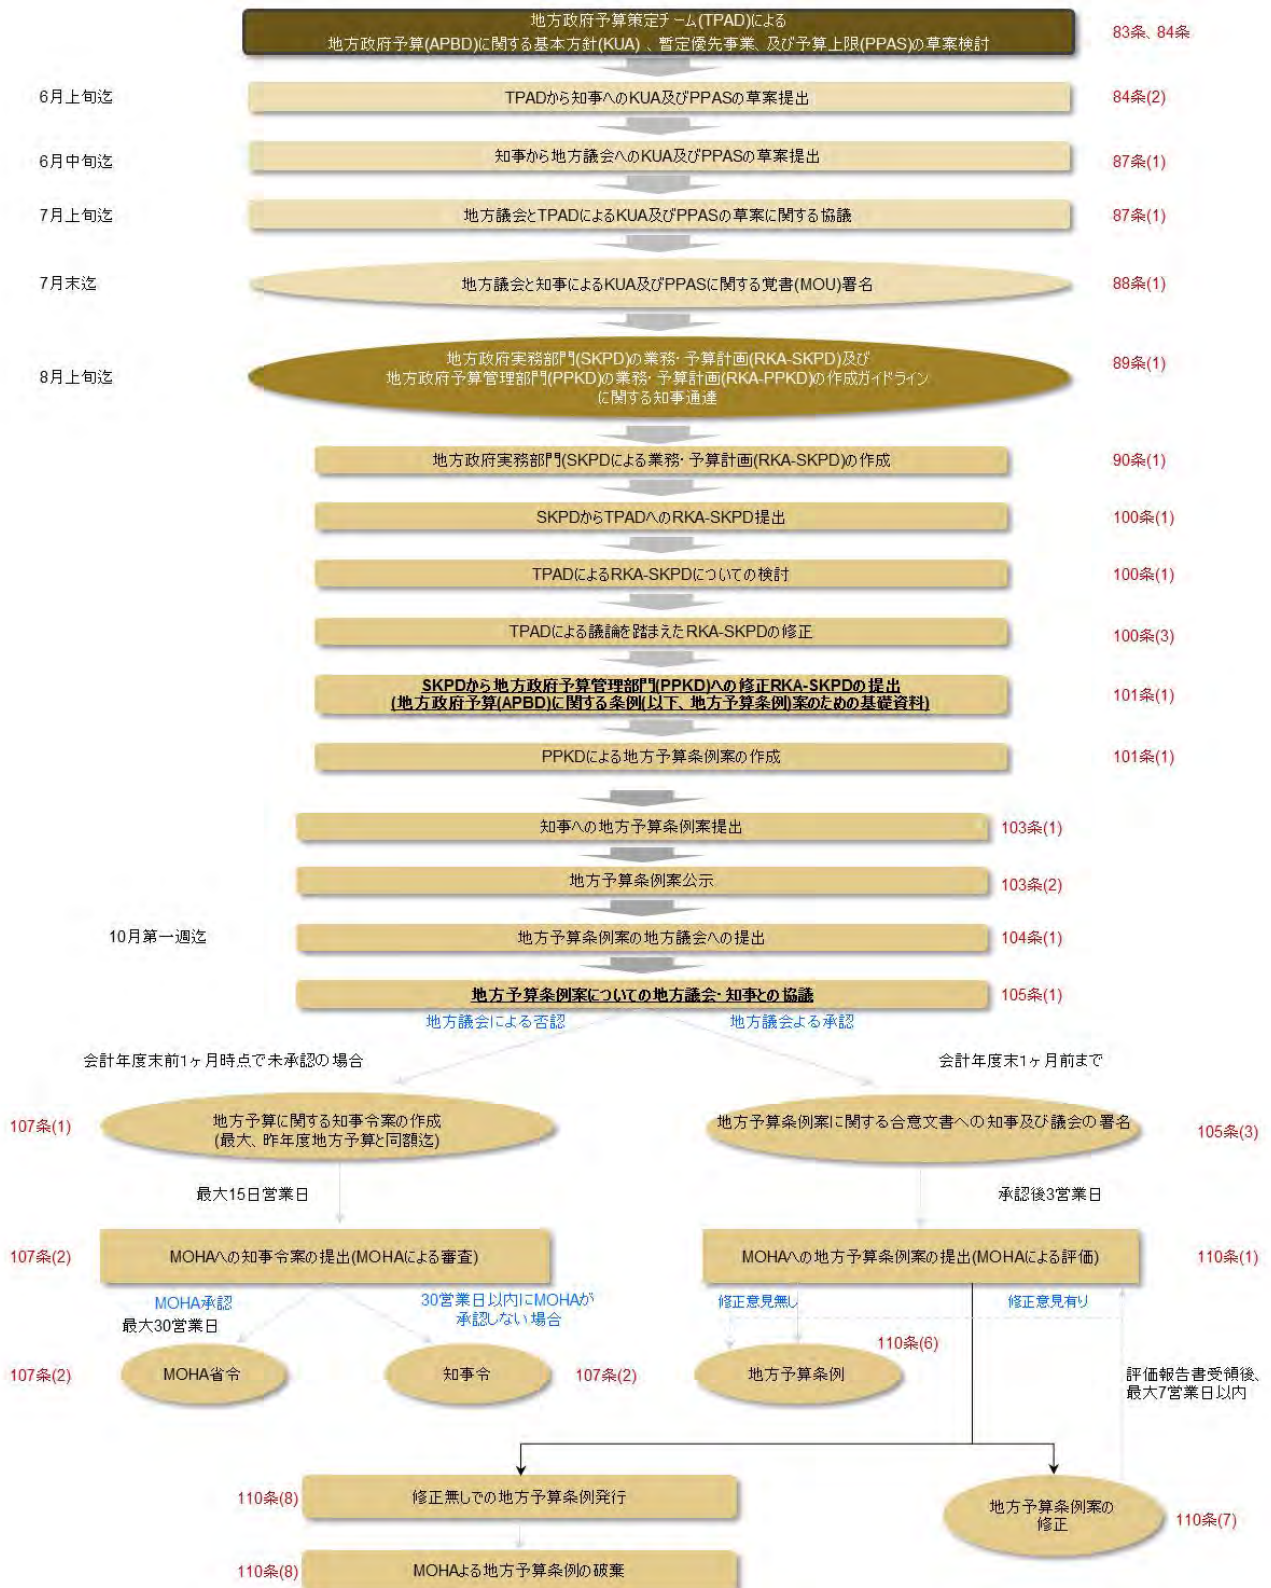 地方政府予算策定チーム(TPAD)による
地方政府予算(APBD)に関する基本方針(KUA) 、暫定優先事業、及び予算上限(PPAS)の草案検討
83条、84条
6月上旬迄
TPADから知事へのKUA及びPPASの草案提出
84条(2)
6月中旬迄
知事から地方議会へのKUA及びPPASの草案提出
87条(1)
7月上旬迄
地方議会とTPADによるKUA及びPPASの草案に関する協議
87条(1)
7月末迄
地方議会と知事によるKUA及びPPASに関する覚書(MOU)署名
88条(1)
8月上旬迄
地方政府実務部門(SKPD)の業務・予算計画(RKA-SKPD)及び
地方政府予算管理部門(PPKD)の業務・予算計画(RKA-PPKD)の作成ガイドライン
に関する知事通達
89条(1)
地方政府実務部門(SKPDによる業務・予算計画(RKA-SKPD)の作成
90条(1)
SKPDからTPADへのRKA-SKPD提出
100条(1)
TPADによるRKA-SKPDについての検討
100条(1)
TPADによる議論を踏まえたRKA-SKPDの修正
100条(3)
SKPDから地方政府予算管理部門(PPKD)への修正RKA-SKPDの提出
(地方政府予算(APBD)に関する条例(以下、地方予算条例)案のための基礎資料)
101条(1)
PPKDによる地方予算条例案の作成
101条(1)
知事への地方予算条例案提出
103条(1)
地方予算条例案公示
103条(2)
10月第一週迄
地方予算条例案の地方議会への提出
104条(1)
地方予算条例案についての地方議会・知事との協議
105条(1)
地方議会による否認
地方議会よる承認
会計年度末前1ヶ月時点で未承認の場合
会計年度末1ヶ月前まで
107条(1)
地方予算に関する知事令案の作成
(最大、昨年度地方予算と同額迄)
地方予算条例案に関する合意文書への知事及び議会の署名
105条(3)
最大15日営業日
承認後3営業日
107条(2)
MOHAへの知事令案の提出(MOHAによる審査)
MOHAへの地方予算条例案の提出(MOHAによる評価)
110条(1)
MOHA承認
最大30営業日
30営業日以内にMOHAが
承認しない場合
修正意見無し
修正意見有り
110条(6)
107条(2)
MOHA省令
知事令
107条(2)
地方予算条例
評価報告書受領後、
最大7営業日以内
110条(8)
修正無しでの地方予算条例発行
地方予算条例案の
修正
110条(7)
110条(8)
MOHAよる地方予算条例の破棄